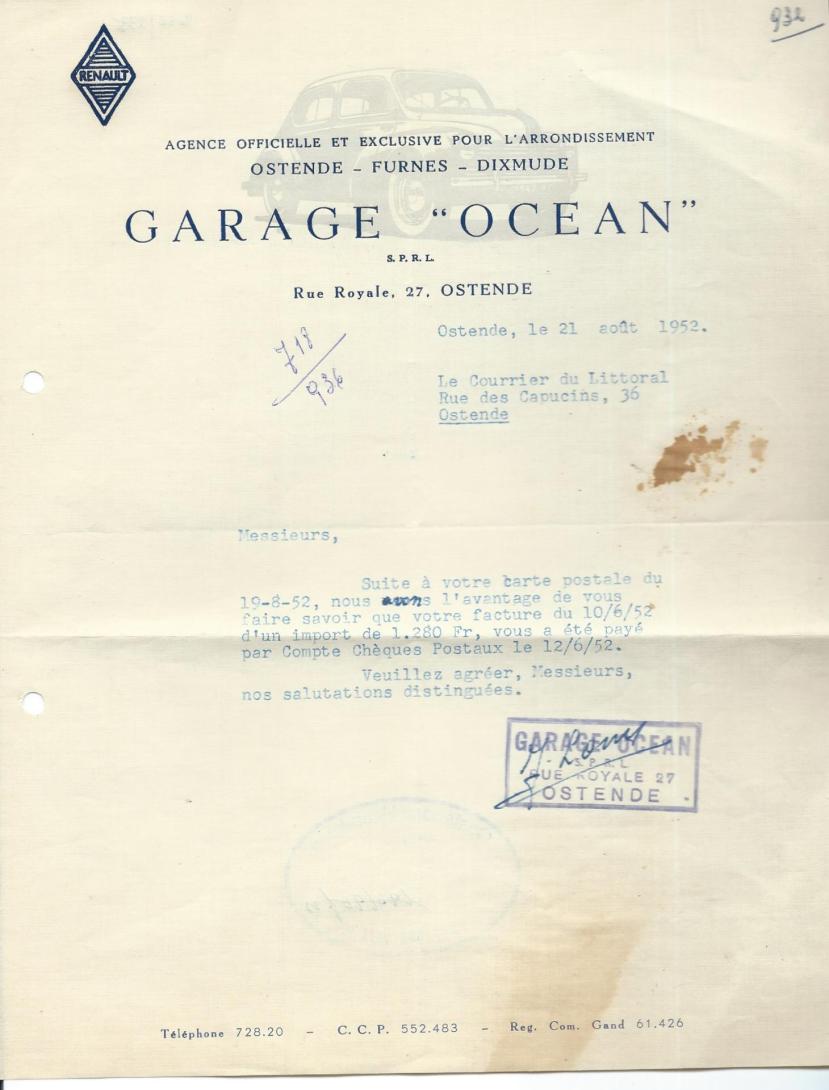 932
RENAULT
AGENCE OFFICIELLE ET EXCLUSIVE POUR L'ARRONDISSEMENT
OSTENDE - FURNES - DIXMUDE
GARAGE "OCEAN"
S. P. R. L.
Rue Royale, 27, OSTENDE
Ostende, le 21 août 1952.
718
936
Le Courrier du Littoral
Rue des Capucins, 36
Ostende
Messieurs,
Suite à votre carte postale du
19-8-52, nous avons l'avantage de vous
faire savoir que votre facture du 10/6/52
d'un import de 1.280 Fr, vous a été payé
par Compte Chèques Postaux le 12/6/52.
Veuillez agréer, Messieurs,
nos salutations distinguées.
GARAGE OCEAN
S.P.R.L
RUE ROYALE 27
OSTENDE
Téléphone 728.20 - C. C. P. 552.483 - Reg. Com. Gand 61.426